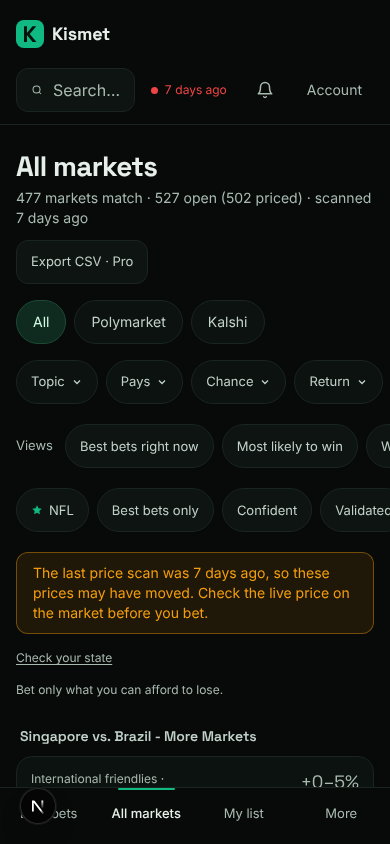 Kismet
Search...
7 days ago
Account
All markets
477 markets match · 527 open (502 priced) · scanned
7 days ago
Export CSV · Pro
All
Polymarket
Kalshi
Topic
Pays
Chance
Return
Views
Best bets right now
Most likely to win
NFL
Best bets only
Confident
Validated
The last price scan was 7 days ago, so these
prices may have moved. Check the live price on
the market before you bet.
Check your state
Bet only what you can afford to lose.
Singapore vs. Brazil - More Markets
International friendlies ·
+0–5%
N
bets
All markets
My list
More